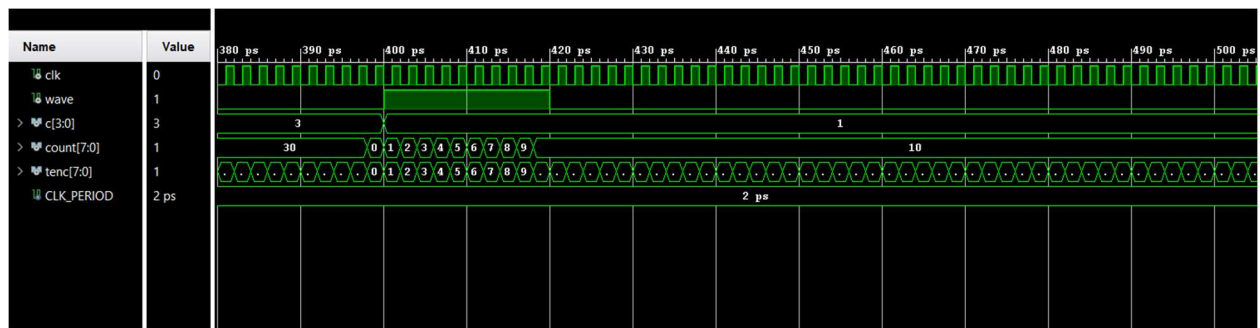 Name Value 380 ps 390 ps 400 ps 410 ps 420 ps 430 ps 440 ps 450 ps 460 ps 470 ps 480 ps 490 ps 500 ps
clk 0
wave 1
c[3:0] 3 3 1
count[7:0] 1 30 0 1 2 3 4 5 6 7 8 9 10
tenc[7:0] 1 . . . . . . . . . 0 1 2 3 4 5 6 7 8 9 . . . . . . . . . . . . . . . . . . . . . . . . . . . . . . . . . . . .
CLK_PERIOD 2 ps 2 ps